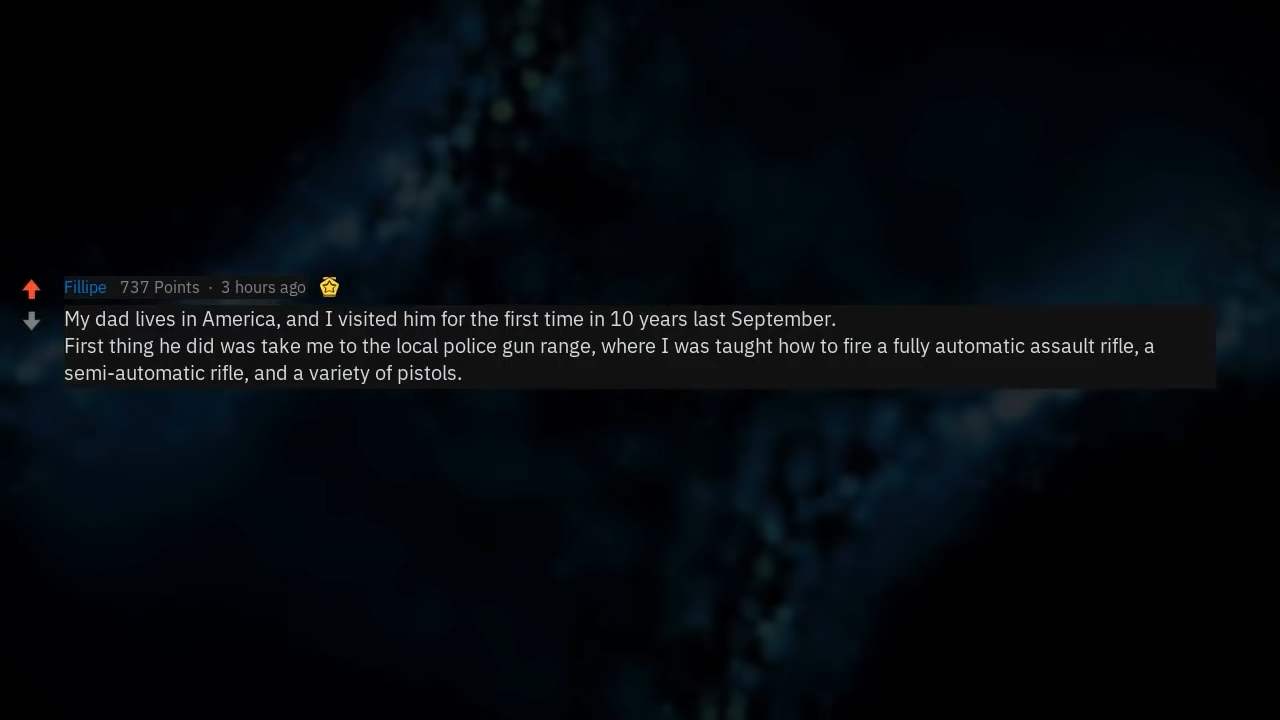 Fillipe 737 Points · 3 hours ago
My dad lives in America, and I visited him for the first time in 10 years last September.
First thing he did was take me to the local police gun range, where I was taught how to fire a fully automatic assault rifle, a
semi-automatic rifle, and a variety of pistols.